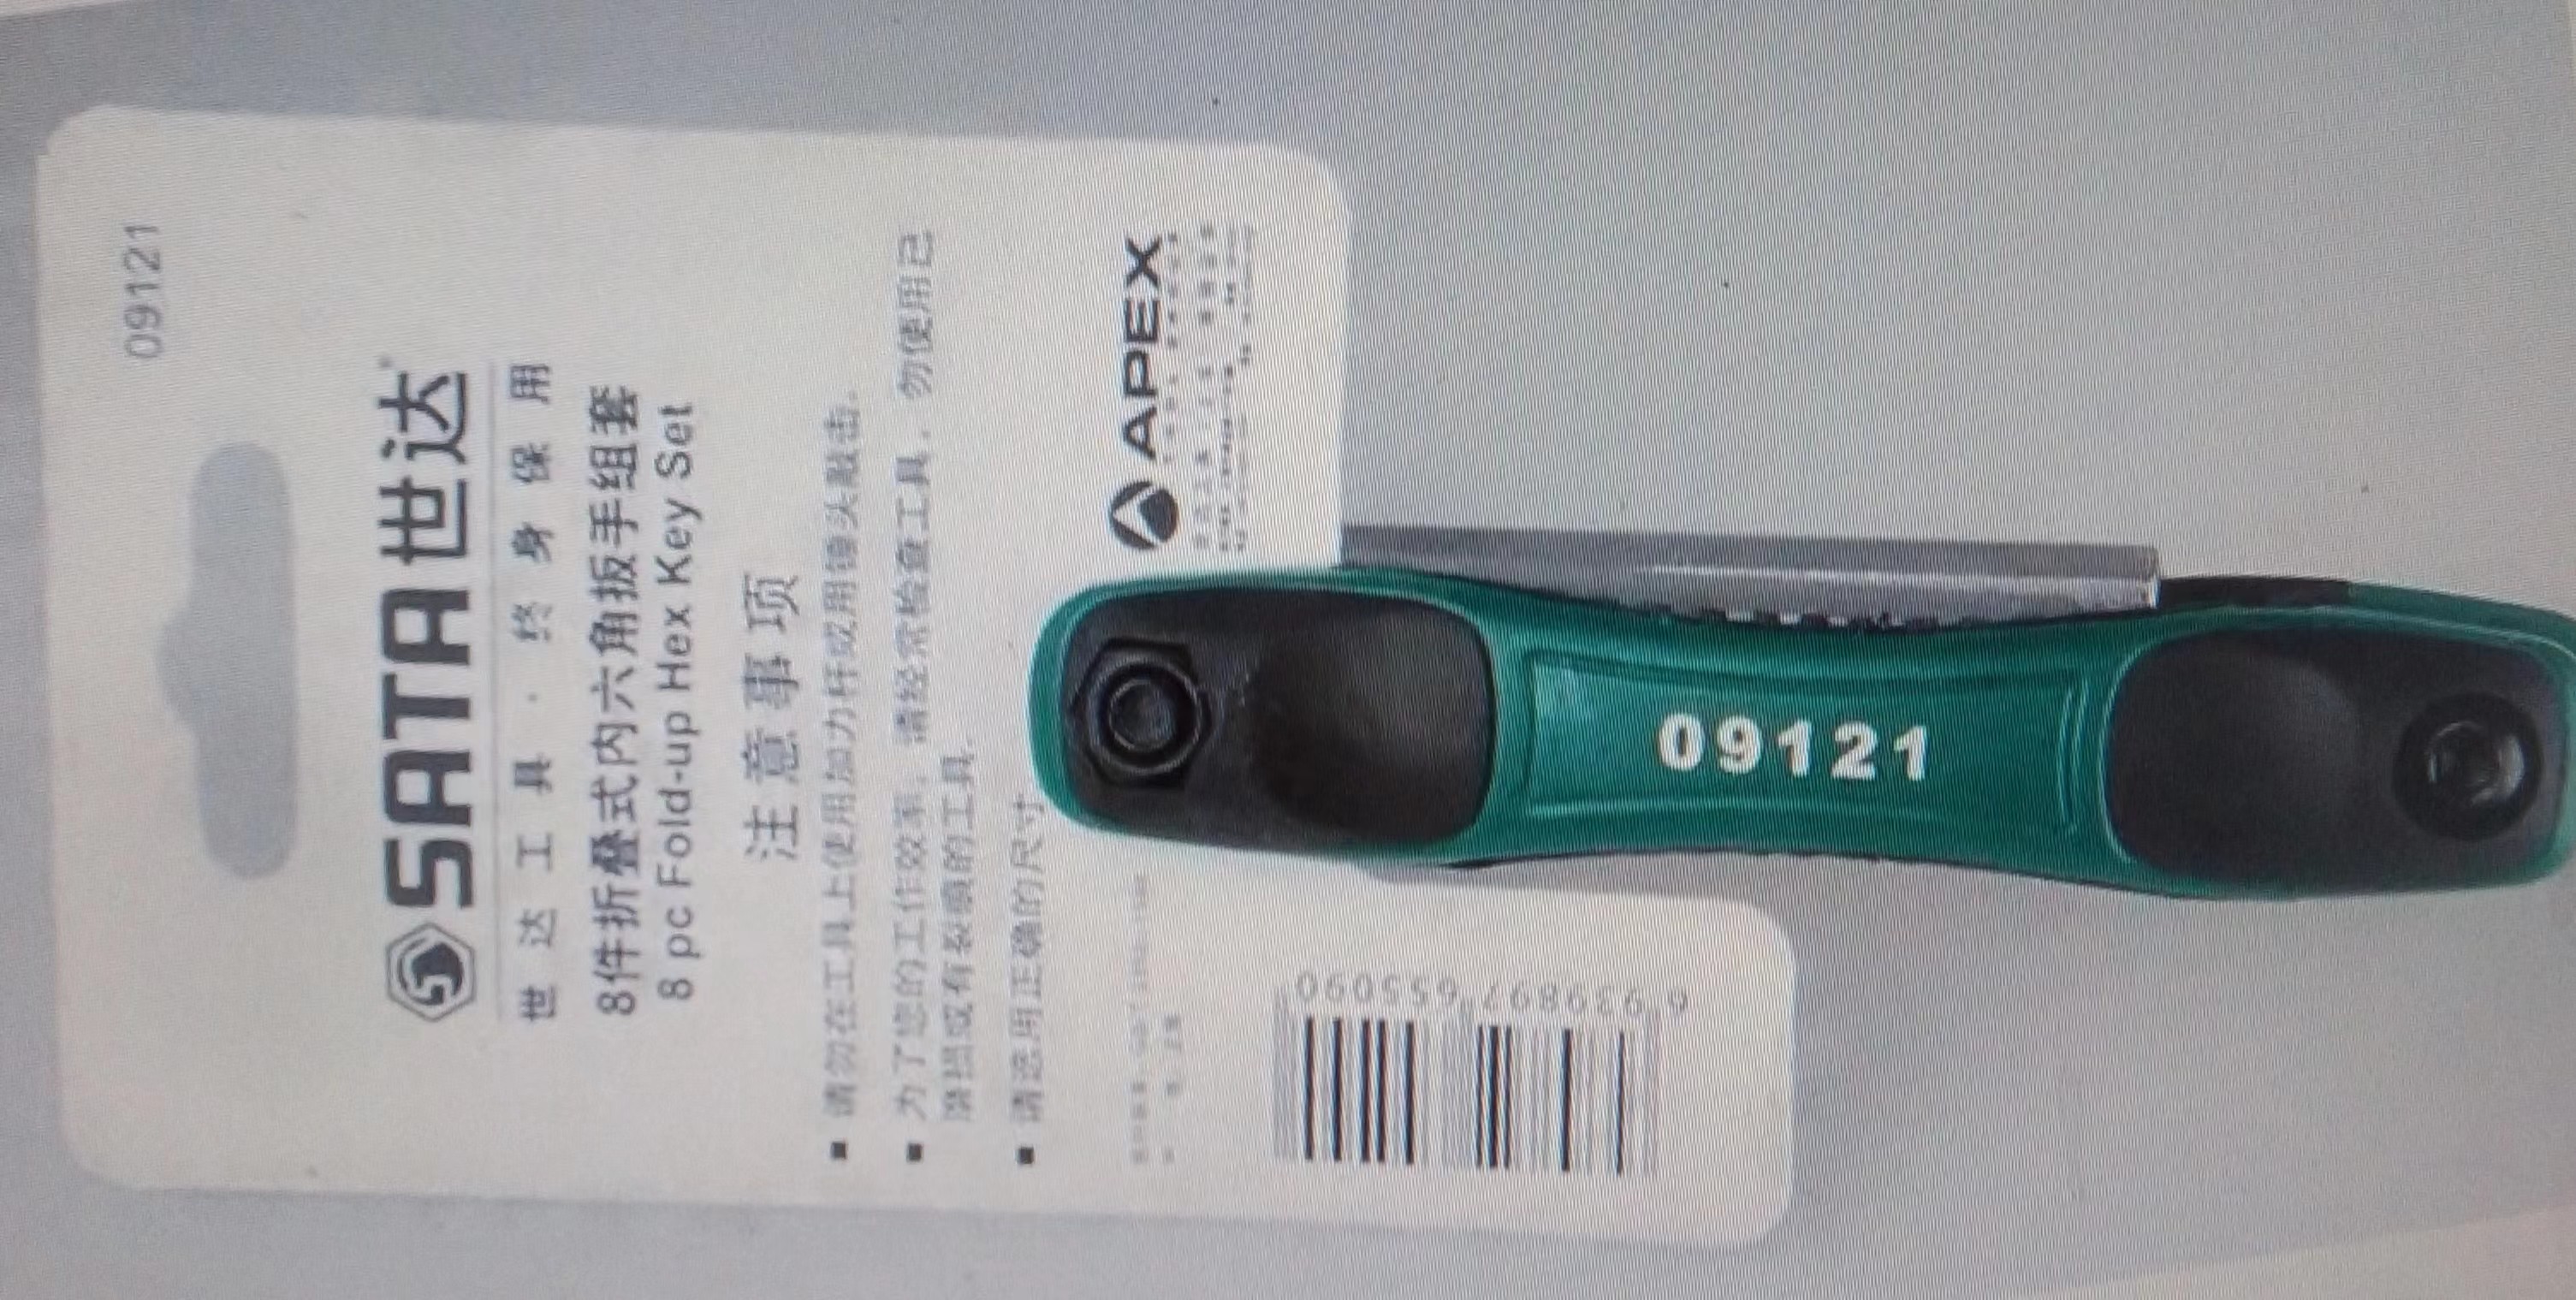 09121
SATA 世达
世达工具·终身保用
8件折叠式内六角扳手组套
8 pc Fold-up Hex Key Set
注意事项
▪ 请勿在工具上使用加力杆或用锤头敲击.
▪ 为了您的工作效率, 请经常检查工具, 勿使用已
磨损或有裂痕的工具.
▪ 请选用正确的尺寸
APEX
6 939897 655090
09121